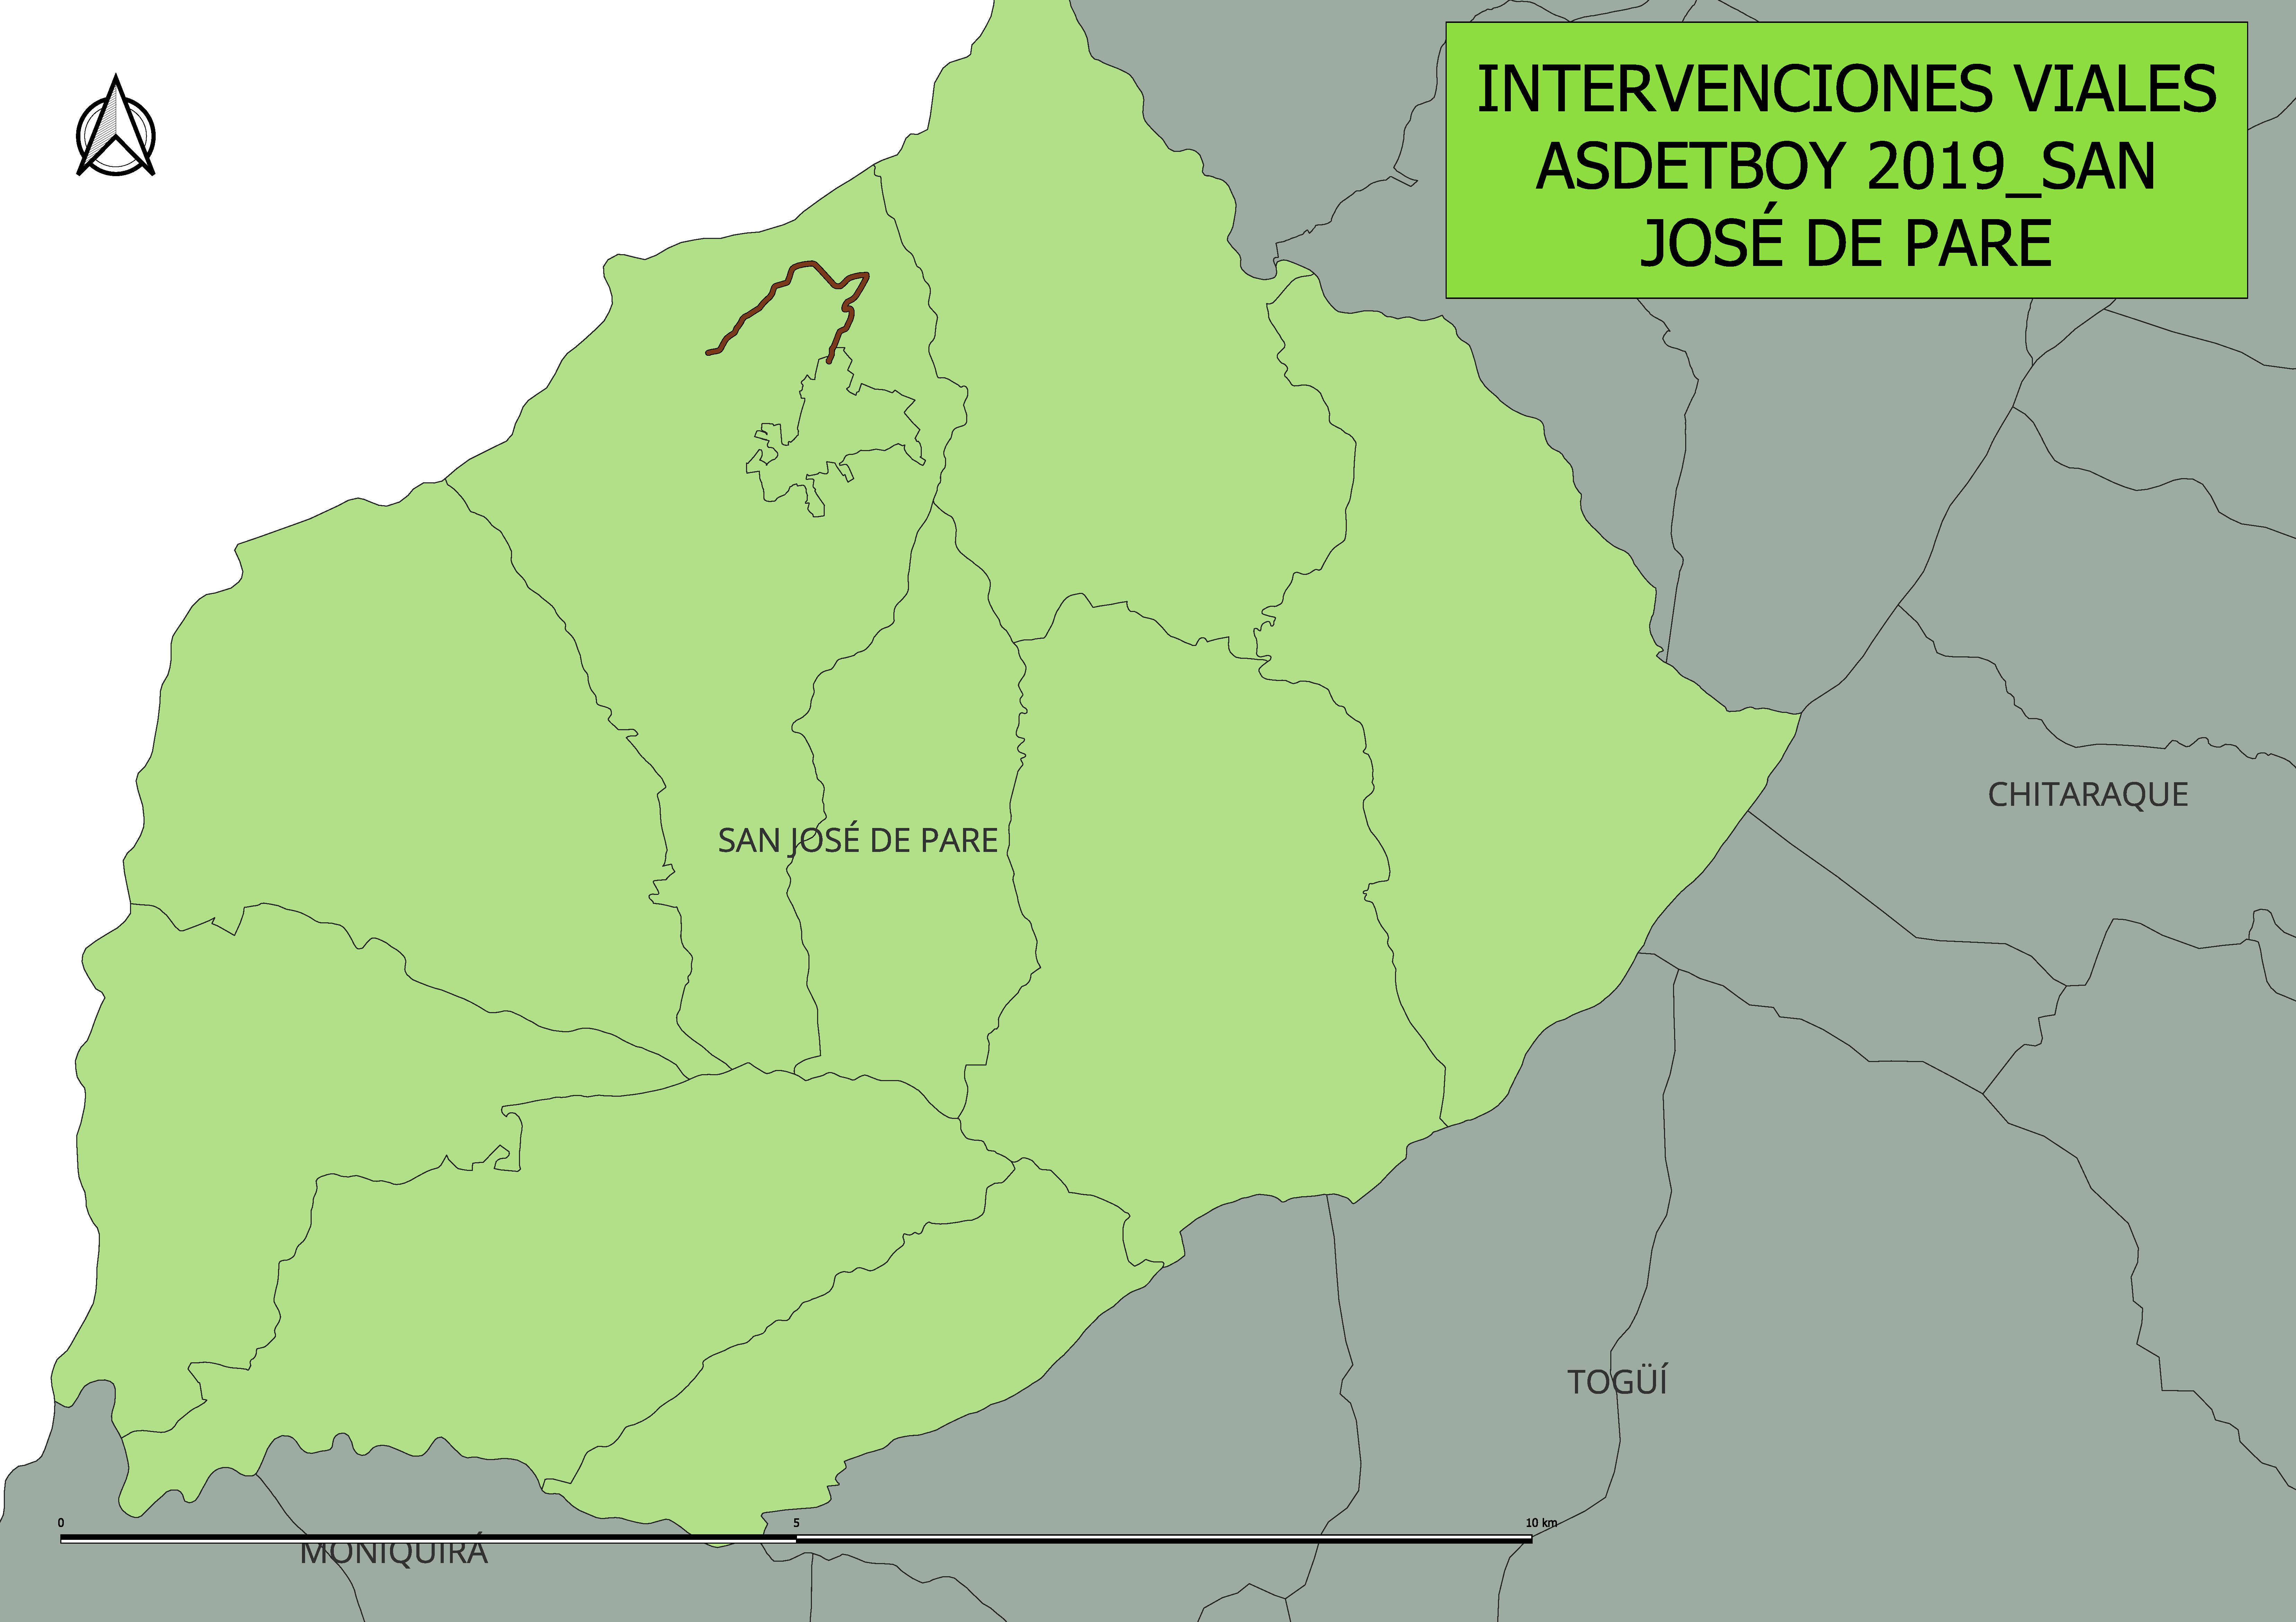 INTERVENCIONES VIALES
ASDETBOY 2019_SAN
JOSÉ DE PARE
CHITARAQUE
SAN JOSÉ DE PARE
TOGÜÍ
0 5 10 km
MONIQUIRÁ